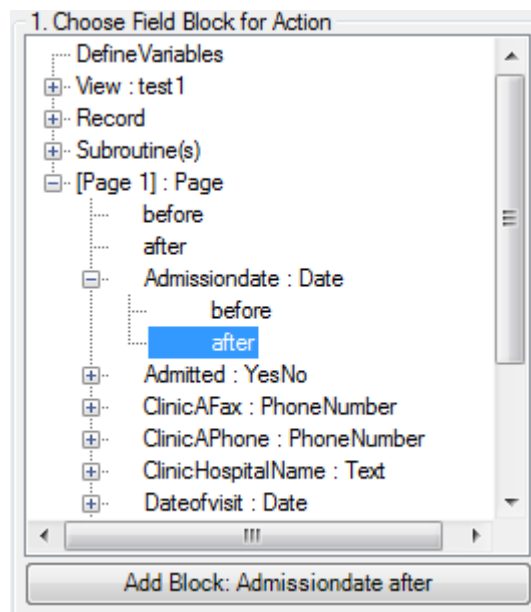 1. Choose Field Block for Action
DefineVariables
View : test1
Record
Subroutine(s)
[Page 1] : Page
before
after
Admissiondate : Date
before
after
Admitted : YesNo
ClinicAFax : PhoneNumber
ClinicAPhone : PhoneNumber
ClinicHospitalName : Text
Dateofvisit : Date
Add Block: Admissiondate after